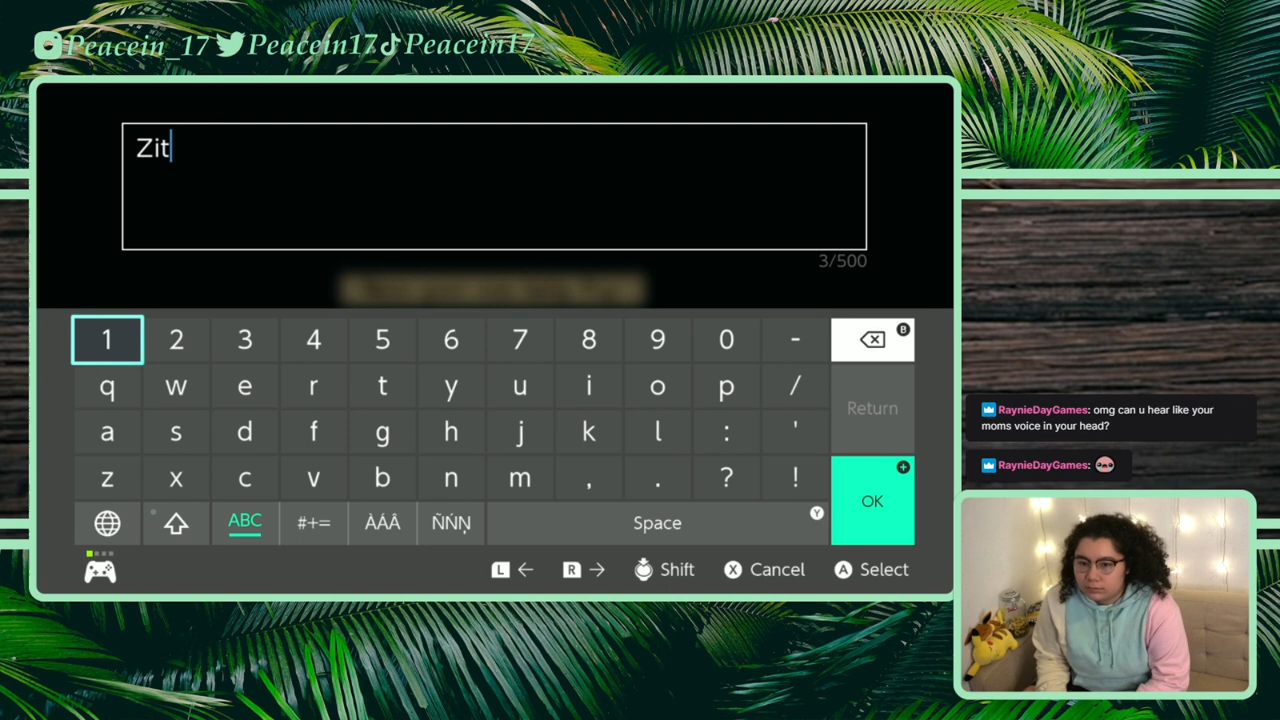 Peacein_17 Peacein17 Peacein17
Zit
3/500
1 2 3 4 5 6 7 8 9 0 - B
q w e r t y u i o p / Return
a s d f g h j k l : '
z x c v b n m , . ? ! + OK
ABC #+= ÀÁÂ ÑŃŅ Space Y
L ← R → Shift X Cancel A Select
RaynieDayGames: omg can u hear like your
moms voice in your head?
RaynieDayGames: